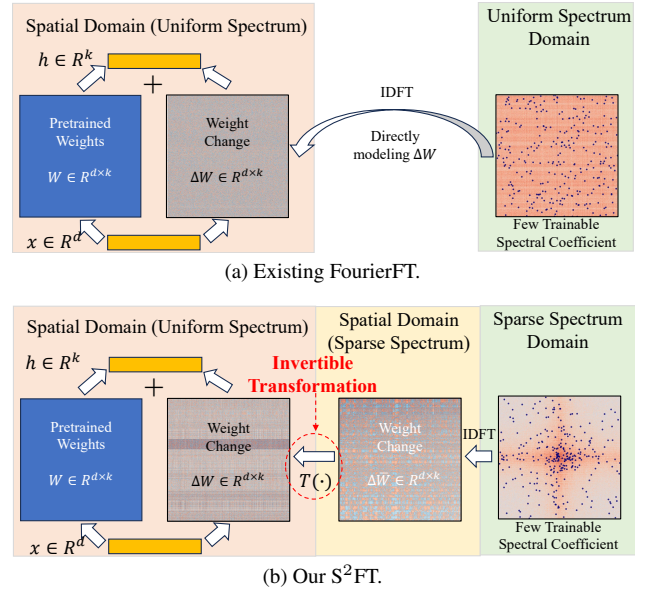 Spatial Domain (Uniform Spectrum)
Uniform Spectrum
Domain
h ∈ R^k
+
IDFT
Pretrained
Weights
W ∈ R^{d×k}
Weight
Change
ΔW ∈ R^{d×k}
Directly
modeling ΔW
x ∈ R^d
Few Trainable
Spectral Coefficient
(a) Existing FourierFT.
Spatial Domain (Uniform Spectrum)
Spatial Domain
(Sparse Spectrum)
Sparse Spectrum
Domain
h ∈ R^k
+
Invertible
Transformation
Pretrained
Weights
W ∈ R^{d×k}
Weight
Change
ΔW ∈ R^{d×k}
T(·)
Weight
Change
ΔW̄ ∈ R^{d×k}
IDFT
x ∈ R^d
Few Trainable
Spectral Coefficient
(b) Our S²FT.